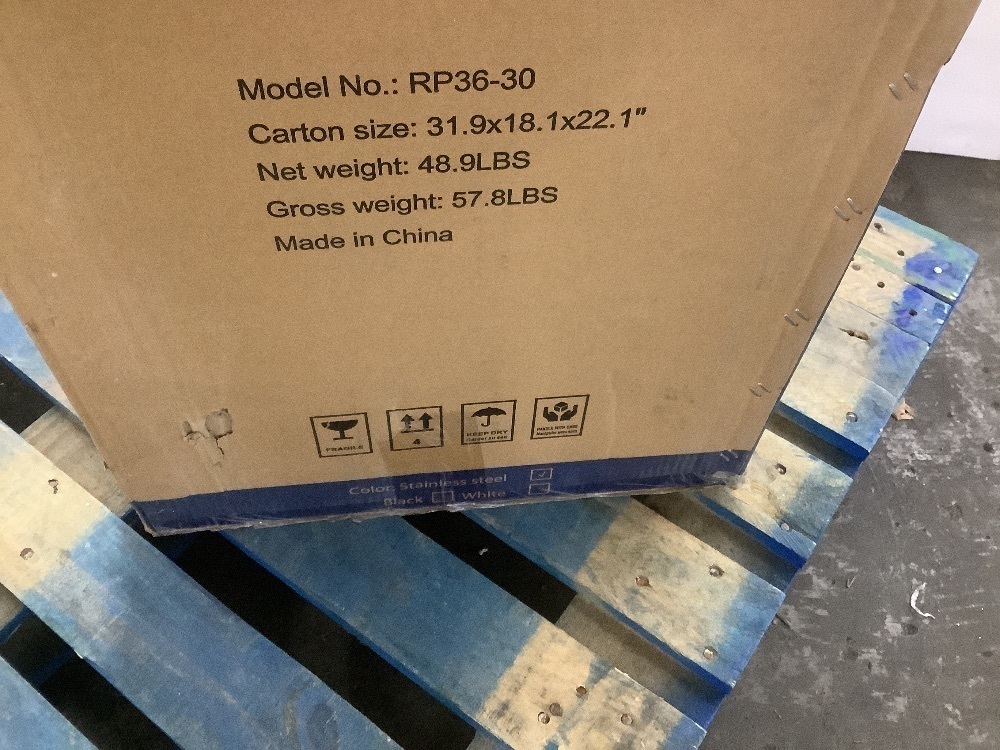 Model No.: RP36-30
Carton size: 31.9x18.1x22.1"
Net weight: 48.9LBS
Gross weight: 57.8LBS
Made in China
FRAGILE
4
KEEP DRY
Color: Stainless steel
Black White